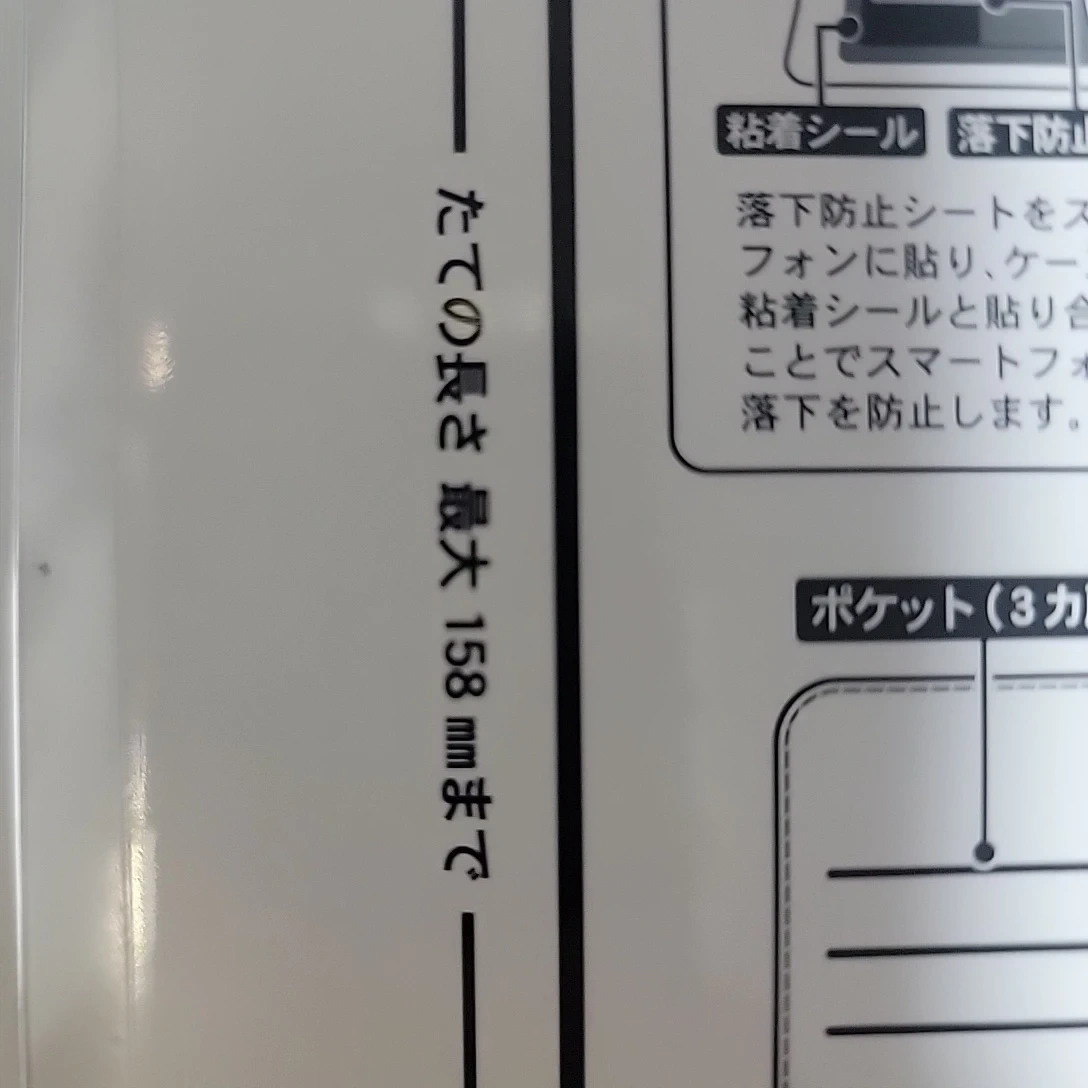 たての長さ 最大 158 mmまで
粘着シール
落下防止
落下防止シートをス
フォンに貼り、ケー
粘着シールと貼り合
ことでスマートフォ
落下を防止します。
ポケット(3カ